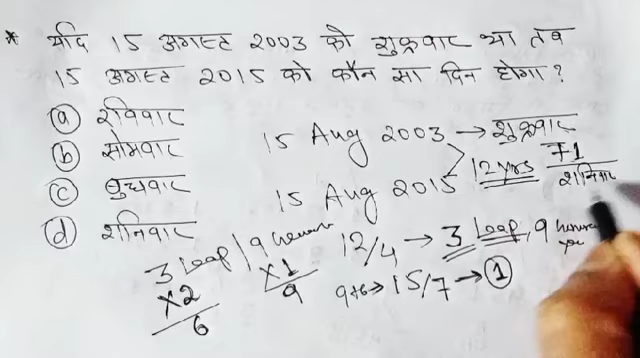 * यदि 15 अगस्ट 2003 को शुक्रवार था तब
15 अगस्ट 2015 को कौन सा दिन होगा ?
(a) रविवार
(b) सोमवार
(c) बुधवार
(d) शनिवार
15 Aug 2003 → शुक्रवार
12 yrs +1
15 Aug 2015 शनिवार
12/4 → 3 leap, 9
3 leap / 9
×2 ×1
6 9
9+6 → 15/7 → 1